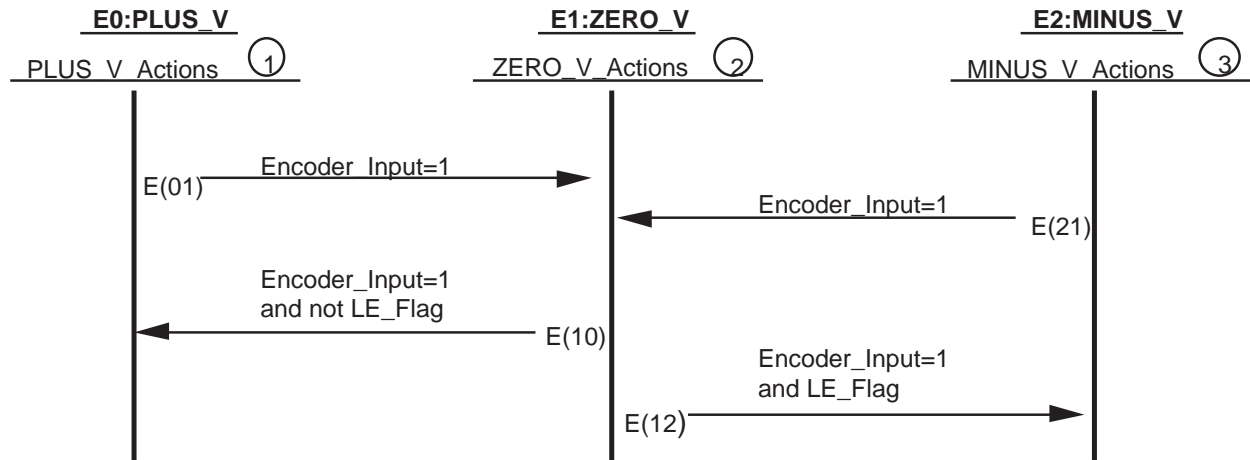 E0:PLUS_V
E1:ZERO_V
E2:MINUS_V
PLUS_V_Actions 1
ZERO_V_Actions 2
MINUS_V_Actions 3
E(01)
Encoder_Input=1
Encoder_Input=1
E(21)
Encoder_Input=1
and not LE_Flag
E(10)
Encoder_Input=1
and LE_Flag
E(12)